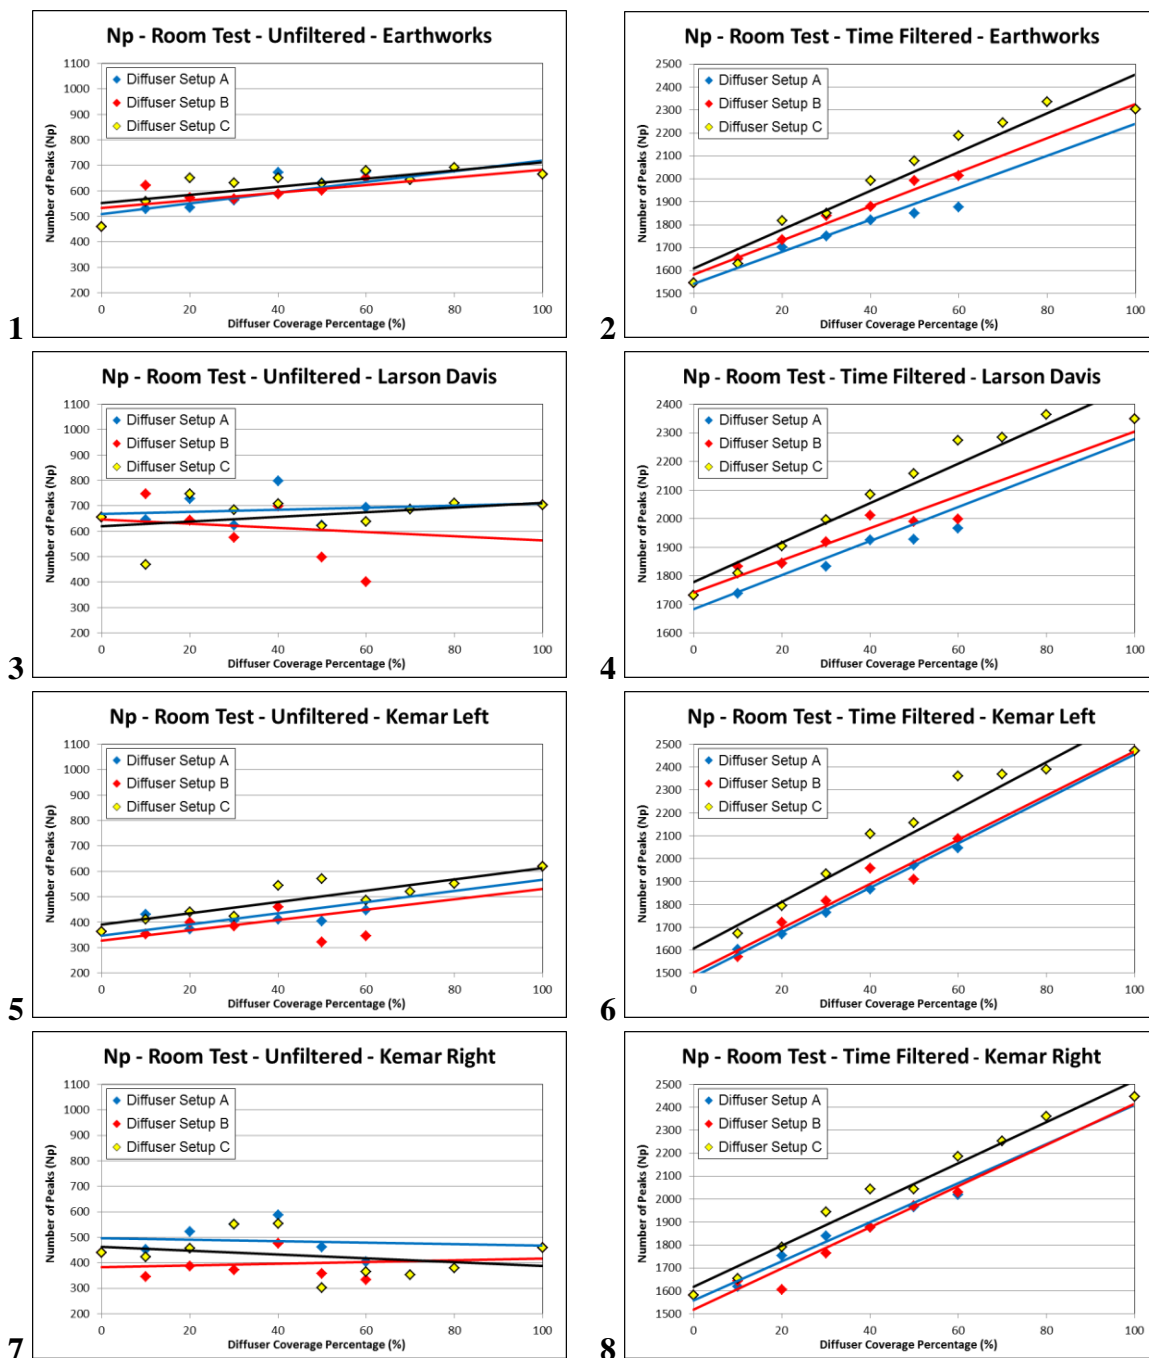 Np - Room Test - Unfiltered - Earthworks
1100
1000
900
800
700
600
500
400
300
200
Number of Peaks (Np)
Diffuser Setup A
Diffuser Setup B
Diffuser Setup C
0 20 40 60 80 100
Diffuser Coverage Percentage (%)
1
Np - Room Test - Time Filtered - Earthworks
2500
2400
2300
2200
2100
2000
1900
1800
1700
1600
1500
Number of Peaks (Np)
Diffuser Setup A
Diffuser Setup B
Diffuser Setup C
0 20 40 60 80 100
Diffuser Coverage Percentage (%)
2
Np - Room Test - Unfiltered - Larson Davis
1100
1000
900
800
700
600
500
400
300
200
Number of Peaks (Np)
Diffuser Setup A
Diffuser Setup B
Diffuser Setup C
0 20 40 60 80 100
Diffuser Coverage Percentage (%)
3
Np - Room Test - Time Filtered - Larson Davis
2400
2300
2200
2100
2000
1900
1800
1700
1600
Number of Peaks (Np)
Diffuser Setup A
Diffuser Setup B
Diffuser Setup C
0 20 40 60 80 100
Diffuser Coverage Percentage (%)
4
Np - Room Test - Unfiltered - Kemar Left
1100
1000
900
800
700
600
500
400
300
200
Number of Peaks (Np)
Diffuser Setup A
Diffuser Setup B
Diffuser Setup C
0 20 40 60 80 100
Diffuser Coverage Percentage (%)
5
Np - Room Test - Time Filtered - Kemar Left
2500
2400
2300
2200
2100
2000
1900
1800
1700
1600
1500
Number of Peaks (Np)
Diffuser Setup A
Diffuser Setup B
Diffuser Setup C
0 20 40 60 80 100
Diffuser Coverage Percentage (%)
6
Np - Room Test - Unfiltered - Kemar Right
1100
1000
900
800
700
600
500
400
300
200
Number of Peaks (Np)
Diffuser Setup A
Diffuser Setup B
Diffuser Setup C
0 20 40 60 80 100
Diffuser Coverage Percentage (%)
7
Np - Room Test - Time Filtered - Kemar Right
2500
2400
2300
2200
2100
2000
1900
1800
1700
1600
1500
Number of Peaks (Np)
Diffuser Setup A
Diffuser Setup B
Diffuser Setup C
0 20 40 60 80 100
Diffuser Coverage Percentage (%)
8